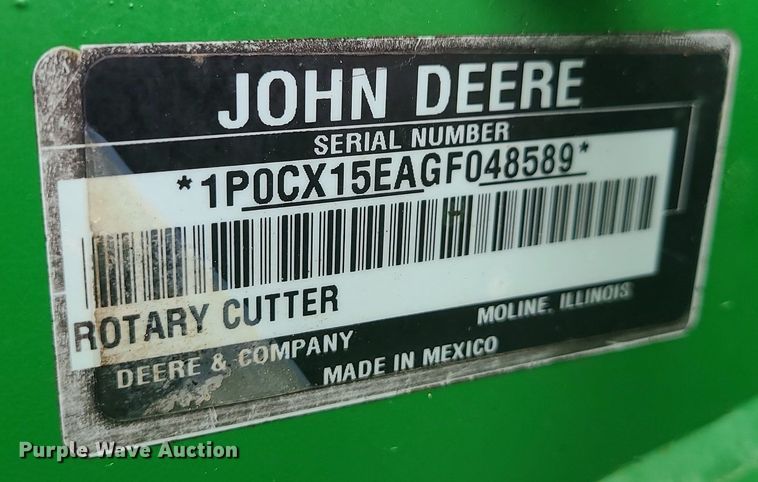 JOHN DEERE
SERIAL NUMBER
*1P0CX15EAGF048589*
ROTARY CUTTER
DEERE & COMPANY MOLINE, ILLINOIS
MADE IN MEXICO
Purple Wave Auction